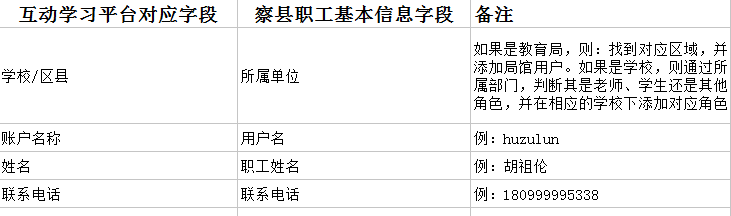 互动学习平台对应字段 察县职工基本信息字段 备注
学校/区县 所属单位 如果是教育局，则：找到对应区域，并
添加局馆用户。如果是学校，则通过所
属部门，判断其是老师、学生还是其他
角色，并在相应的学校下添加对应角色
账户名称 用户名 例：huzulun
姓名 职工姓名 例：胡祖伦
联系电话 联系电话 例：180999995338